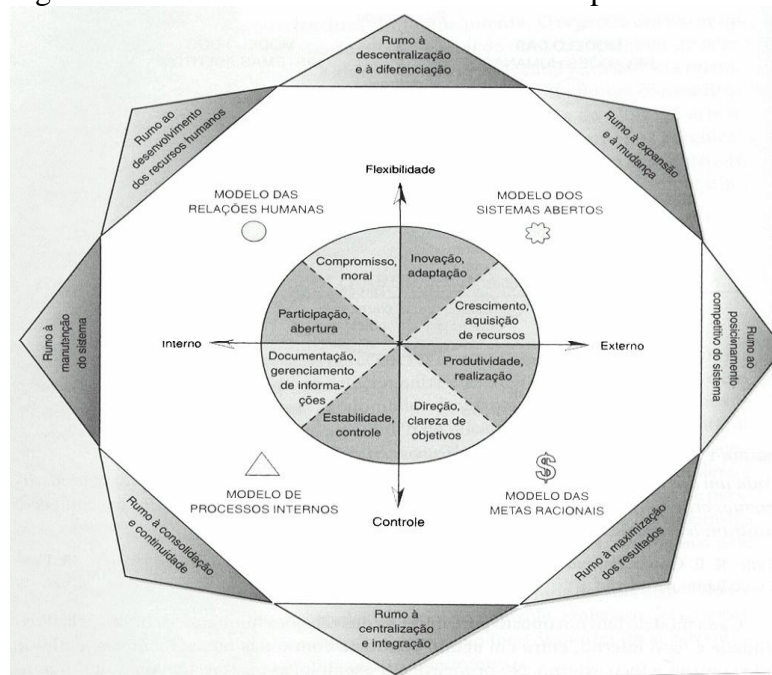 Rumo à
descentralização
e à diferenciação
Rumo ao
desenvolvimento
dos recursos humanos
Rumo à expansão
e à mudança
Flexibilidade
MODELO DAS
RELAÇÕES HUMANAS
MODELO DOS
SISTEMAS ABERTOS
Compromisso,
moral
Inovação,
adaptação
Participação,
abertura
Crescimento,
aquisição
de recursos
Rumo à
manutenção
do sistema
Interno
Externo
Rumo ao
posicionamento
competitivo do sistema
Documentação,
gerenciamento
de informa-
ções
Produtividade,
realização
Estabilidade,
controle
Direção,
clareza de
objetivos
$
MODELO DE
PROCESSOS INTERNOS
MODELO DAS
METAS RACIONAIS
Controle
Rumo à consolidação
e continuidade
Rumo à maximização
dos resultados
Rumo à
centralização
e integração